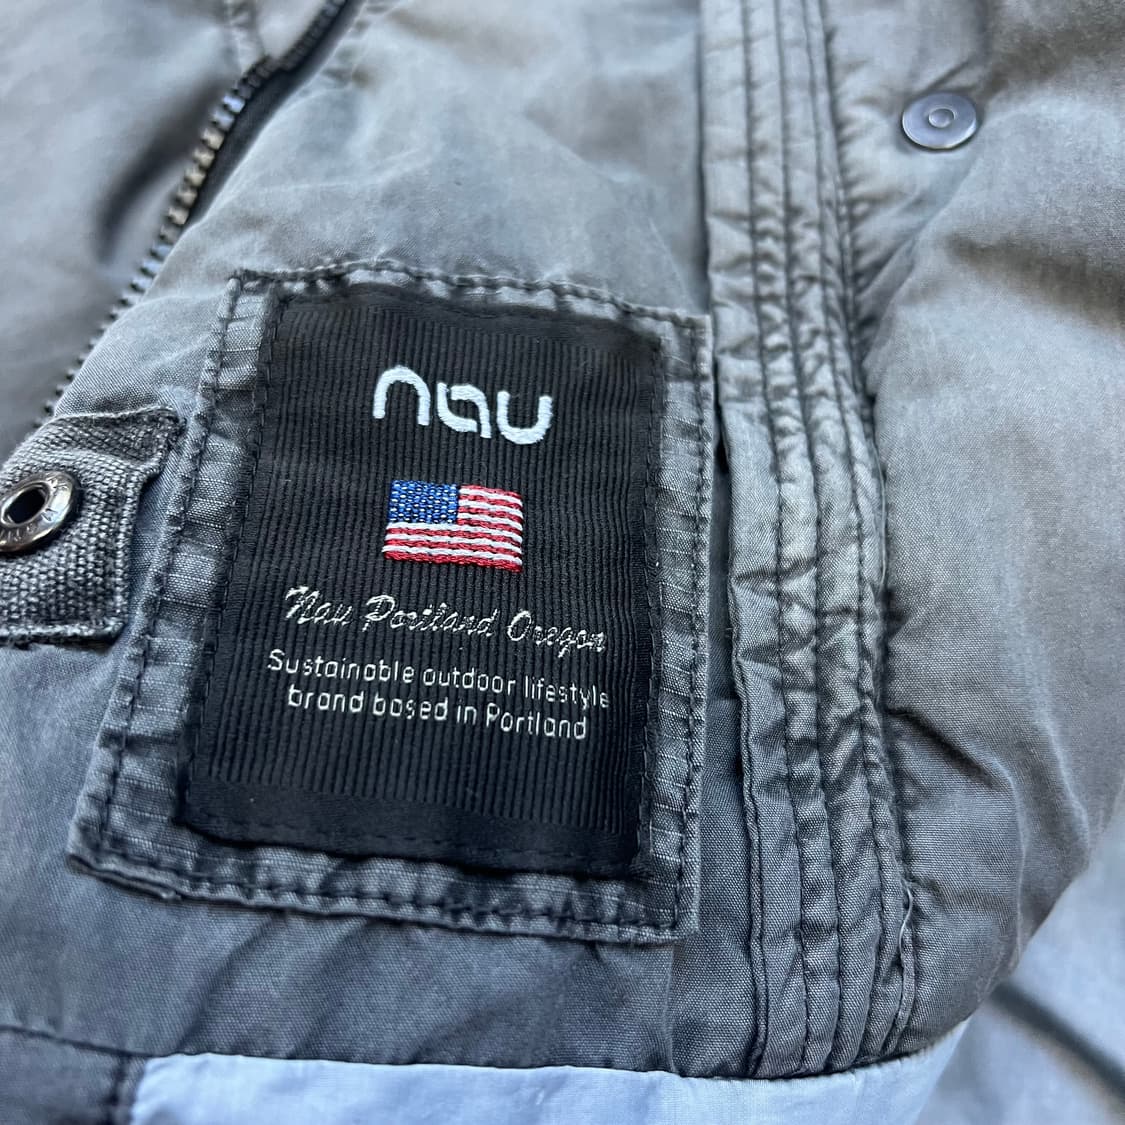 nau
Nau Portland Oregon
Sustainable outdoor lifestyle
brand based in Portland